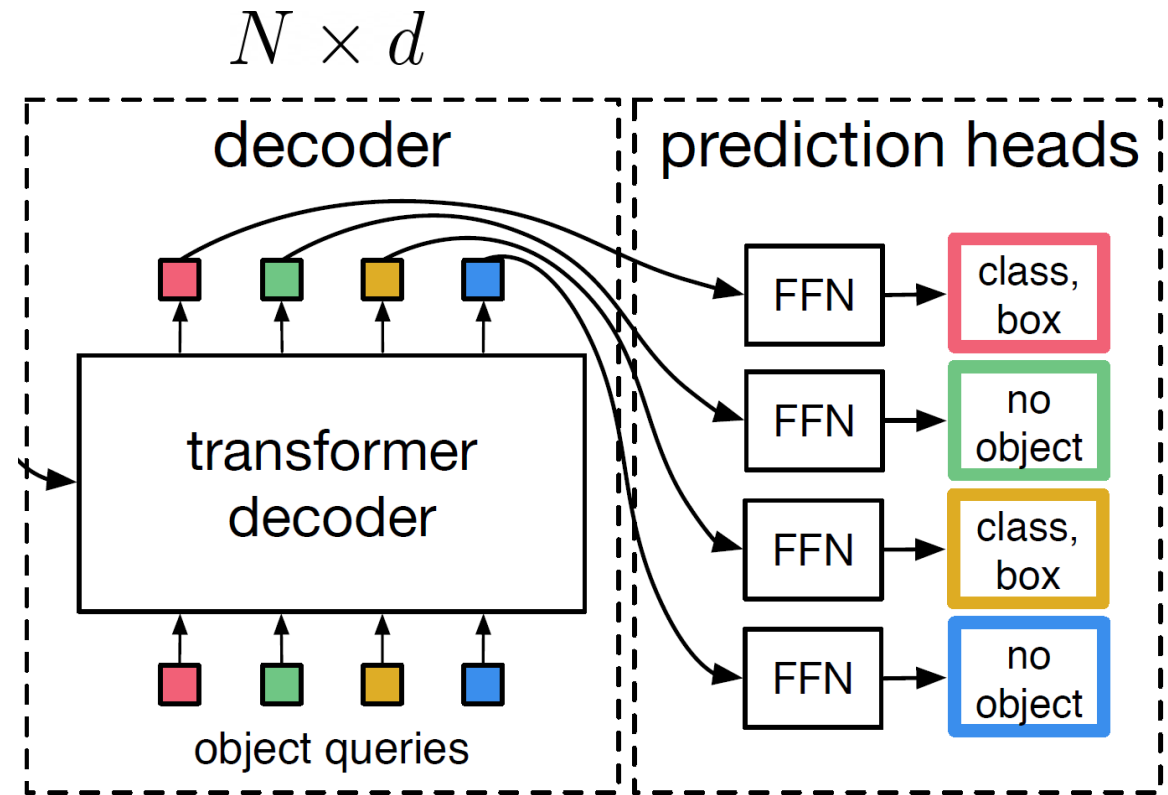 N × d
decoder
prediction heads
transformer
decoder
object queries
FFN
class,
box
FFN
no
object
FFN
class,
box
FFN
no
object